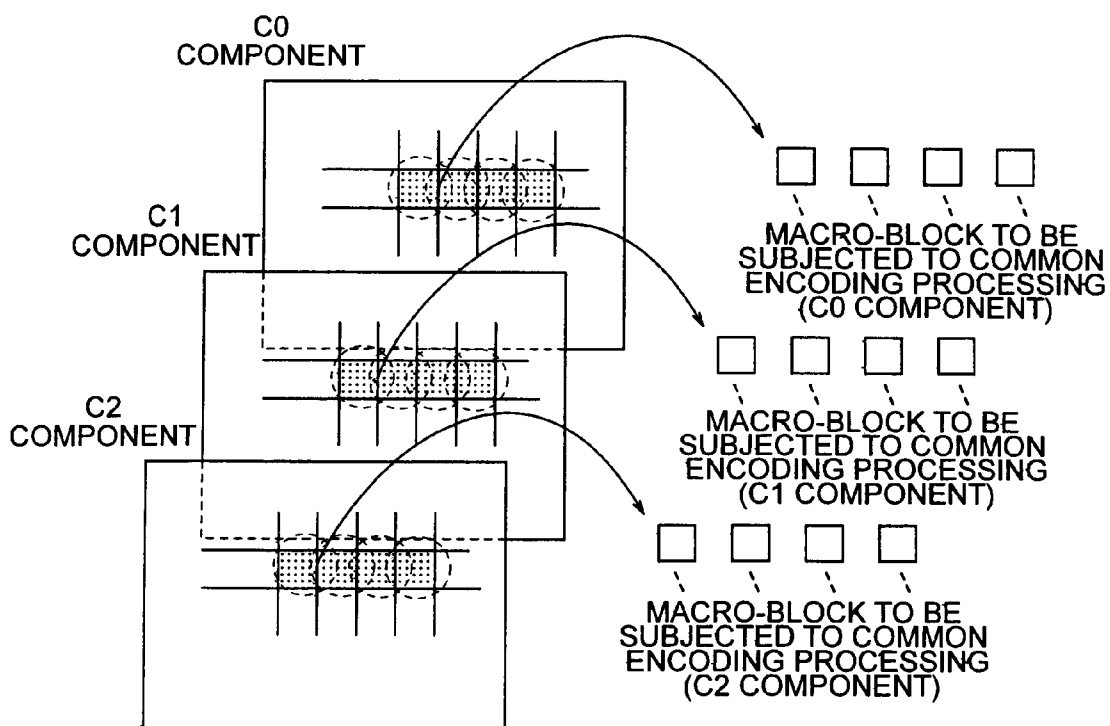 C0
COMPONENT
MACRO-BLOCK TO BE
SUBJECTED TO COMMON
ENCODING PROCESSING
(C0 COMPONENT)
C1
COMPONENT
MACRO-BLOCK TO BE
SUBJECTED TO COMMON
ENCODING PROCESSING
(C1 COMPONENT)
C2
COMPONENT
MACRO-BLOCK TO BE
SUBJECTED TO COMMON
ENCODING PROCESSING
(C2 COMPONENT)